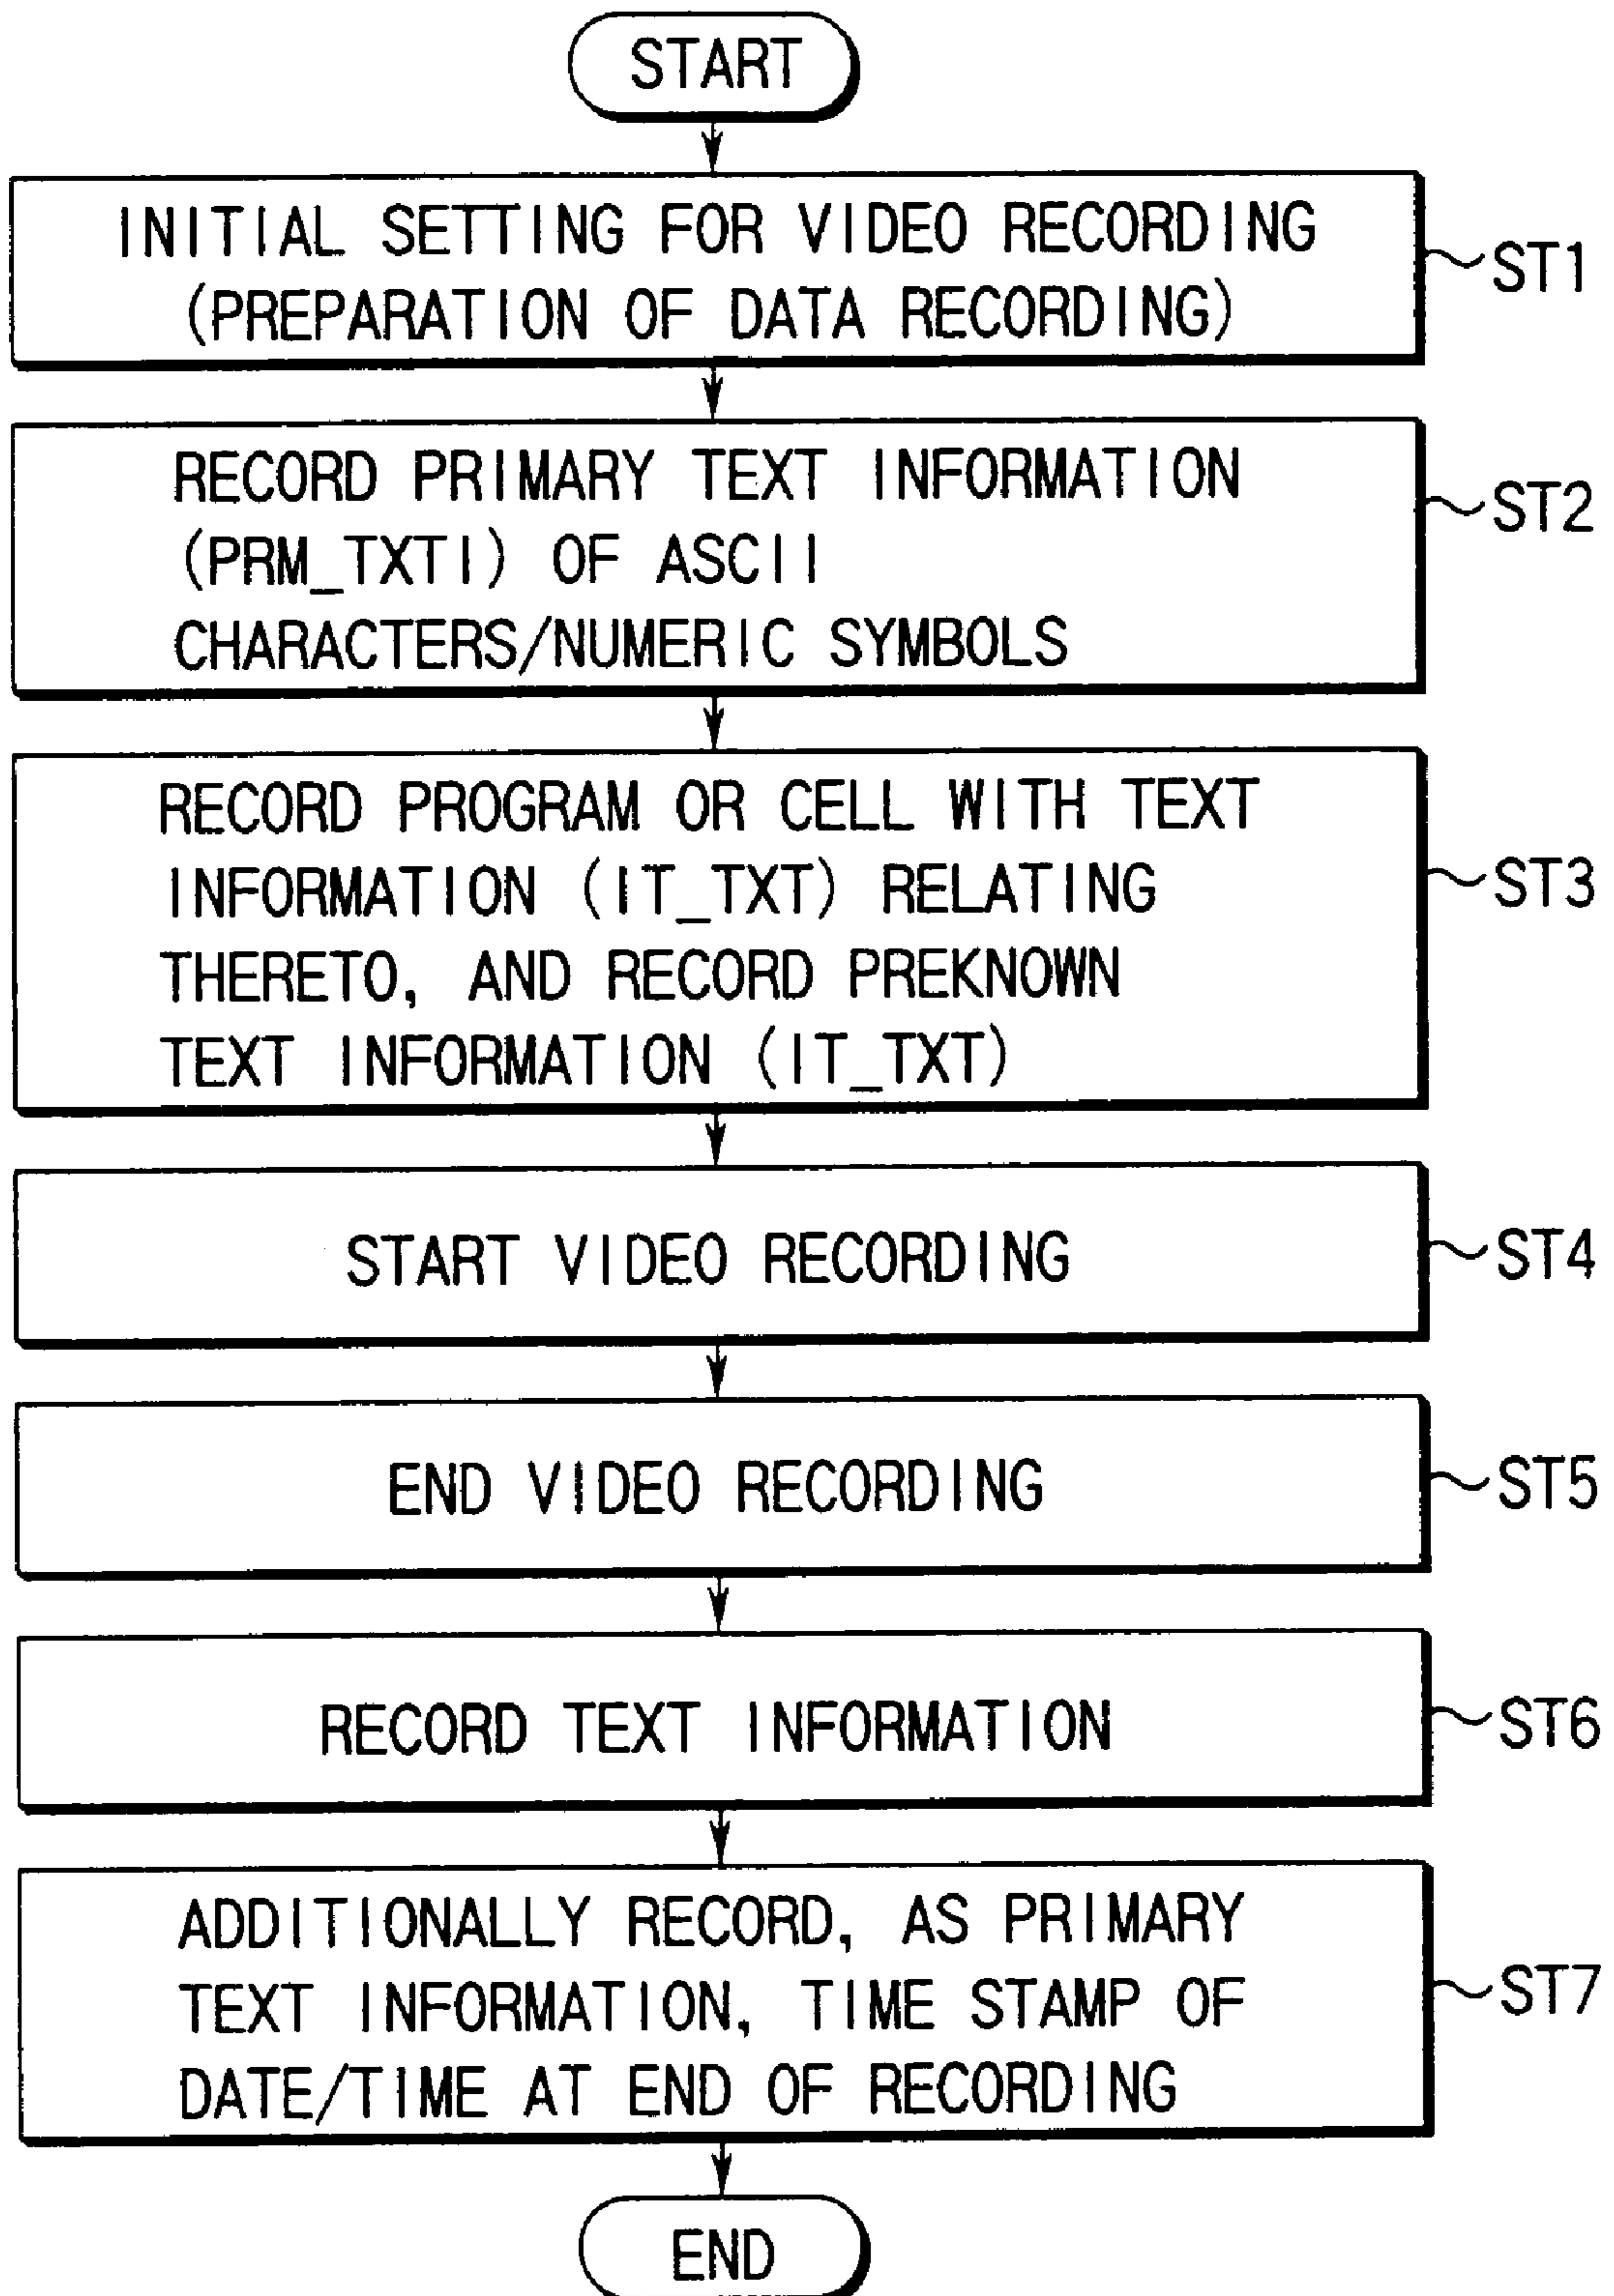 START
INITIAL SETTING FOR VIDEO RECORDING
(PREPARATION OF DATA RECORDING)
ST1
RECORD PRIMARY TEXT INFORMATION
(PRM_TXTI) OF ASCII
CHARACTERS/NUMERIC SYMBOLS
ST2
RECORD PROGRAM OR CELL WITH TEXT
INFORMATION (IT_TXT) RELATING
THERETO, AND RECORD PREKNOWN
TEXT INFORMATION (IT_TXT)
ST3
START VIDEO RECORDING
ST4
END VIDEO RECORDING
ST5
RECORD TEXT INFORMATION
ST6
ADDITIONALLY RECORD, AS PRIMARY
TEXT INFORMATION, TIME STAMP OF
DATE/TIME AT END OF RECORDING
ST7
END